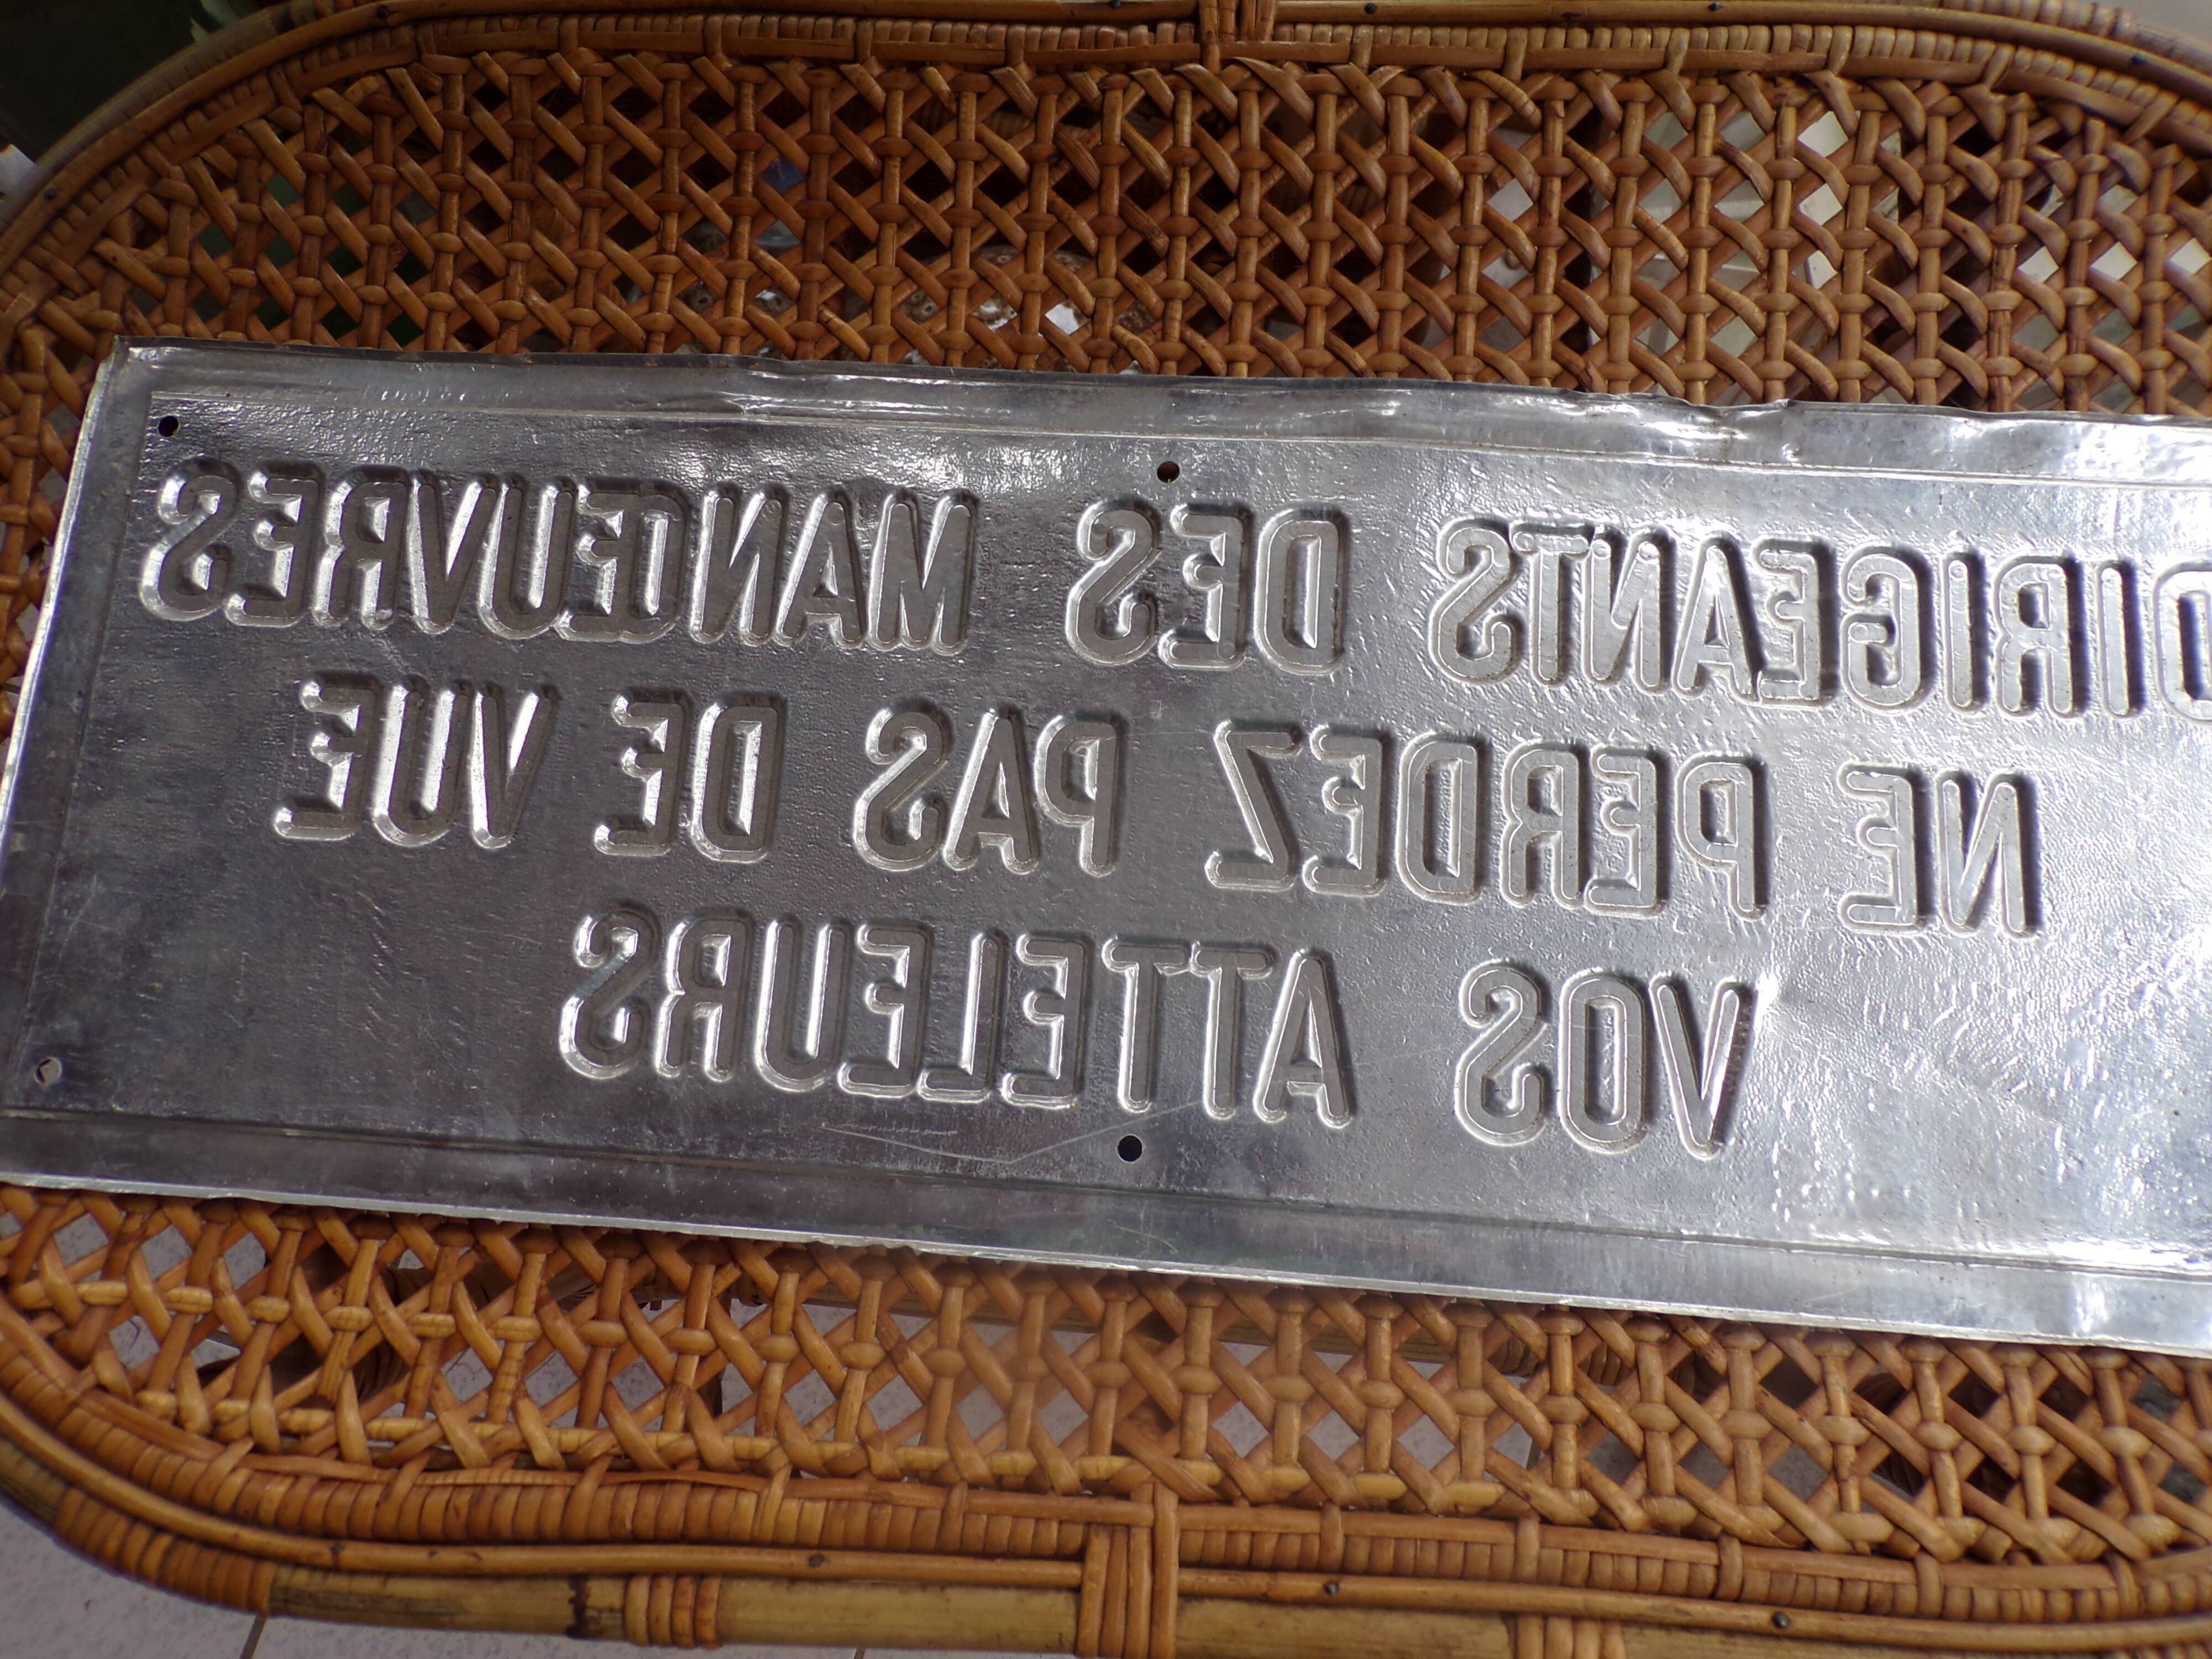 DIRIGEANTS DES MANŒUVRES
NE PERDEZ PAS DE VUE
VOS ATTELEURS